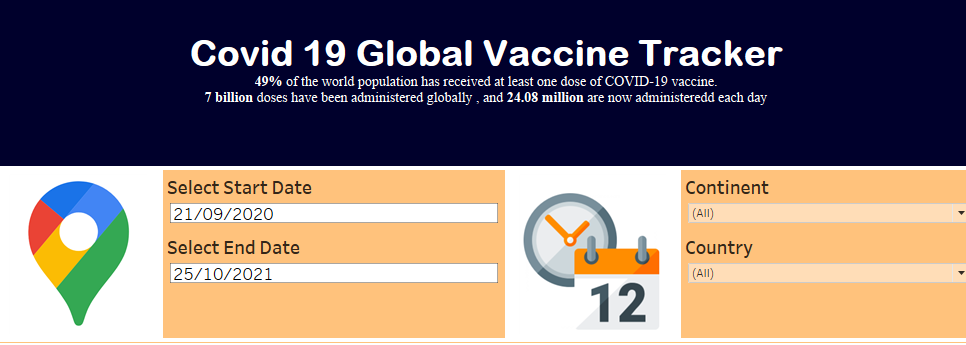 Covid 19 Global Vaccine Tracker
49% of the world population has received at least one dose of COVID-19 vaccine.
7 billion doses have been administered globally , and 24.08 million are now administeredd each day
Select Start Date
21/09/2020
Select End Date
25/10/2021
12
Continent
(All)
Country
(All)